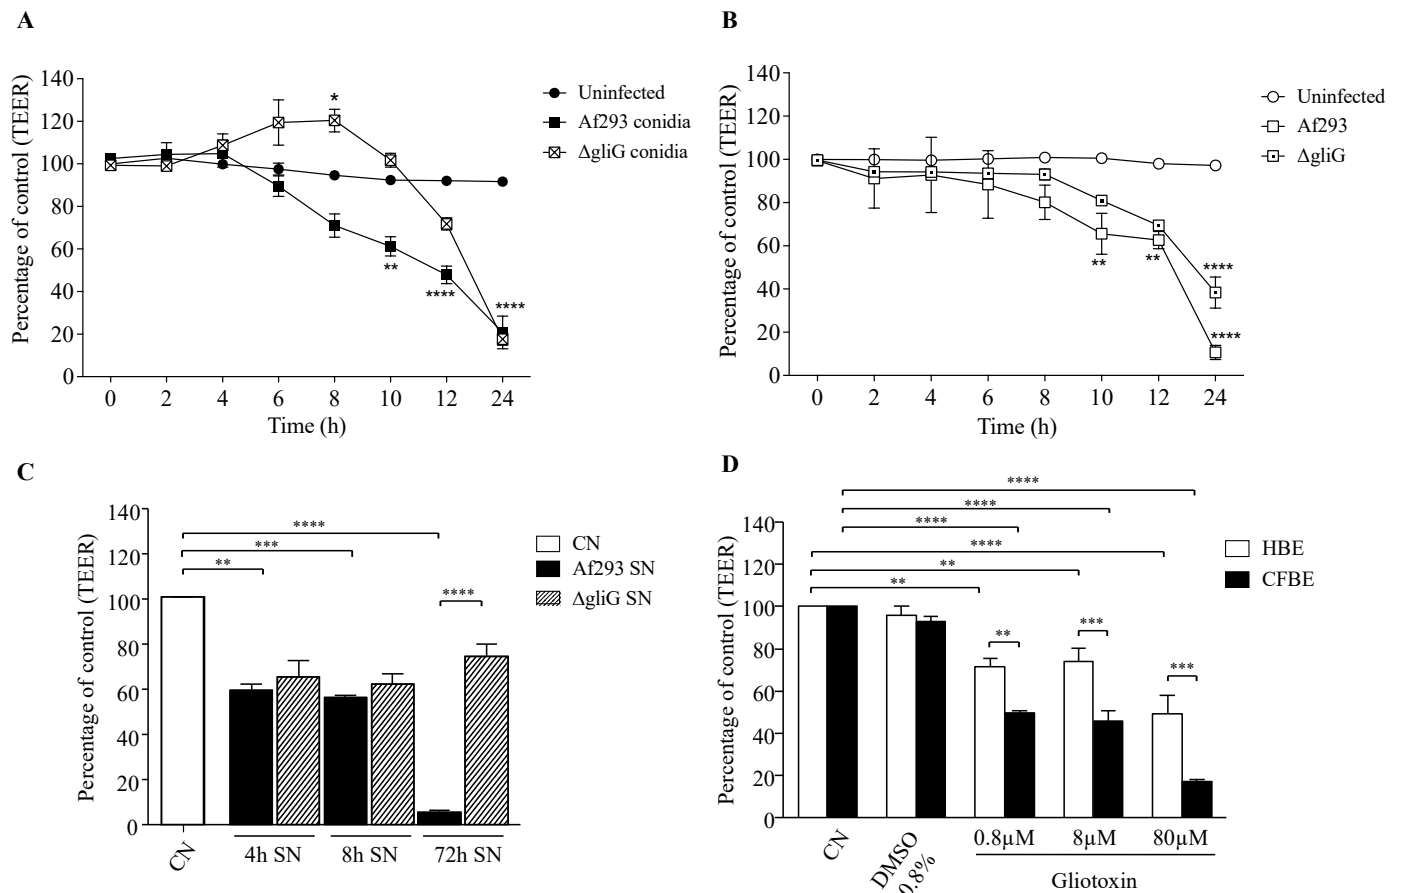 A
Percentage of control (TEER)
140
120
100
80
60
40
20
0
*
**
****
****
0 2 4 6 8 10 12 24
Time (h)
Uninfected
Af293 conidia
ΔgliG conidia
B
Percentage of control (TEER)
140
120
100
80
60
40
20
0
**
**
****
****
0 2 4 6 8 10 12 24
Time (h)
Uninfected
Af293
ΔgliG
C
Percentage of control (TEER)
140
120
100
80
60
40
20
0
****
***
**
****
CN
4h SN 8h SN 72h SN
CN
Af293 SN
ΔgliG SN
D
Percentage of control (TEER)
140
120
100
80
60
40
20
0
****
****
****
****
**
**
**
***
***
CN
DMSO
0.8%
0.8µM 8µM 80µM
Gliotoxin
HBE
CFBE